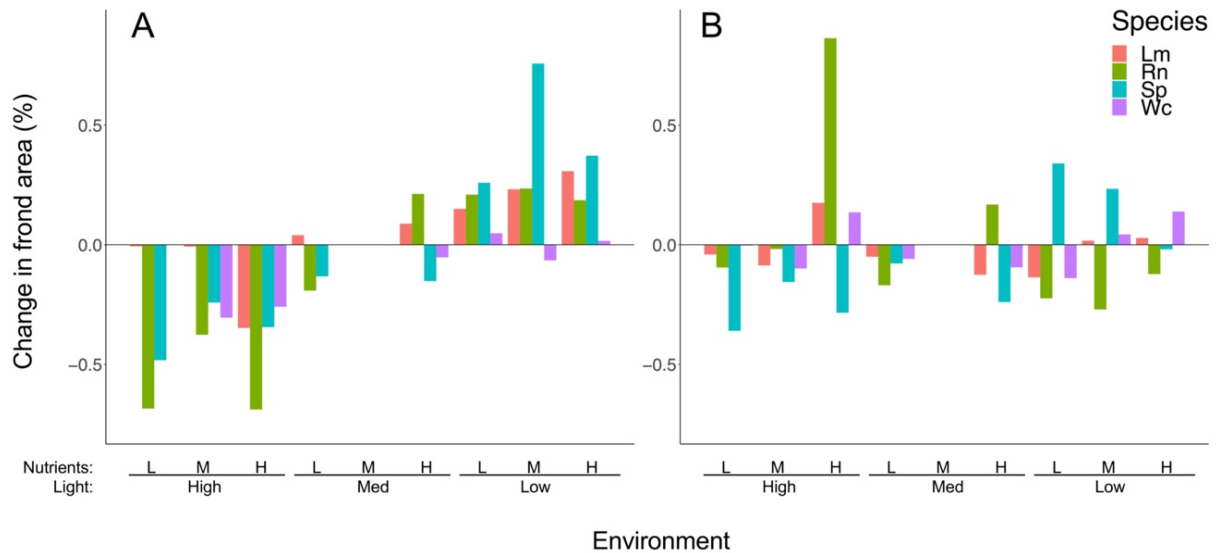 A
B
Species
Lm
Rn
Sp
Wc
Change in frond area (%)
0.5
0.0
−0.5
0.5
0.0
−0.5
Nutrients: L M H L M H L M H
Light: High Med Low
L M H L M H L M H
High Med Low
Environment